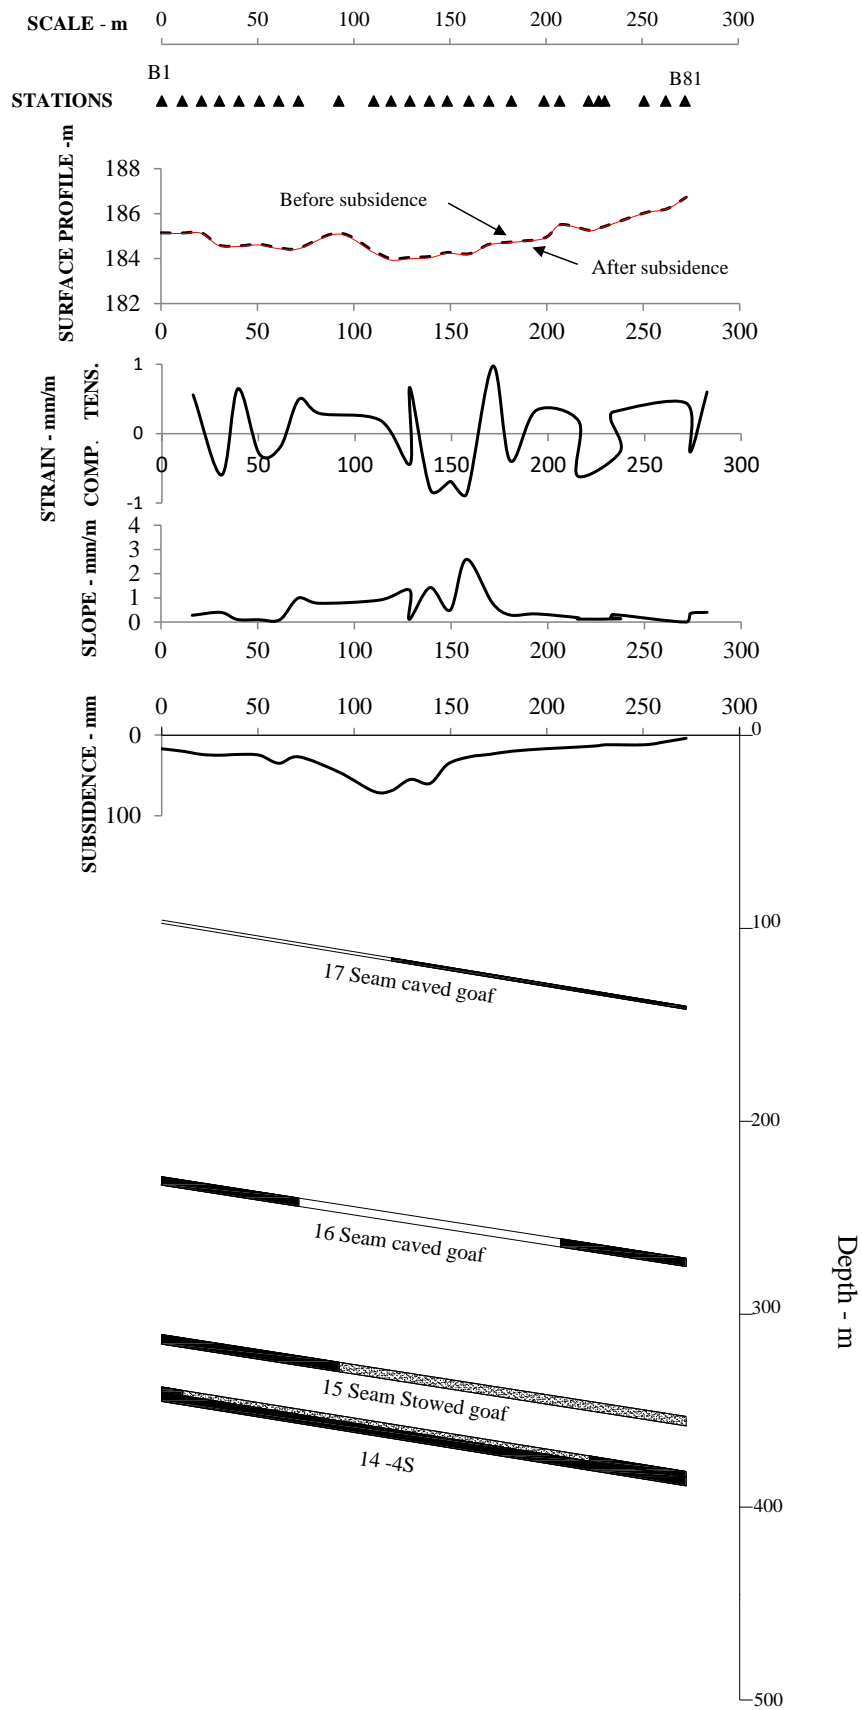 SCALE - m
0 50 100 150 200 250 300
B1
B81
STATIONS
SURFACE PROFILE -m
188
186
184
182
Before subsidence
After subsidence
0 50 100 150 200 250 300
STRAIN - mm/m
COMP. TENS.
1
0
-1
0 50 100 150 200 250 300
SLOPE - mm/m
4
3
2
1
0
0 50 100 150 200 250 300
SUBSIDENCE - mm
0 50 100 150 200 250 300
0
100
0
100
200
300
400
500
Depth - m
17 Seam caved goaf
16 Seam caved goaf
15 Seam Stowed goaf
14 -4S